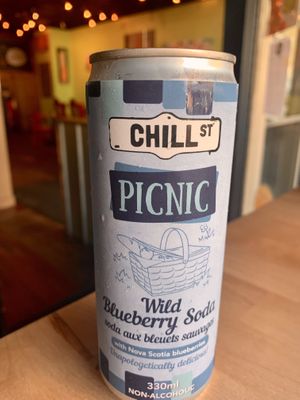 CHILL ST
PICNIC
Wild
Blueberry Soda
soda aux bleuets sauvages
with Nova Scotia blueberries
unapologetically delicious
330ml
NON-ALCOHOLIC